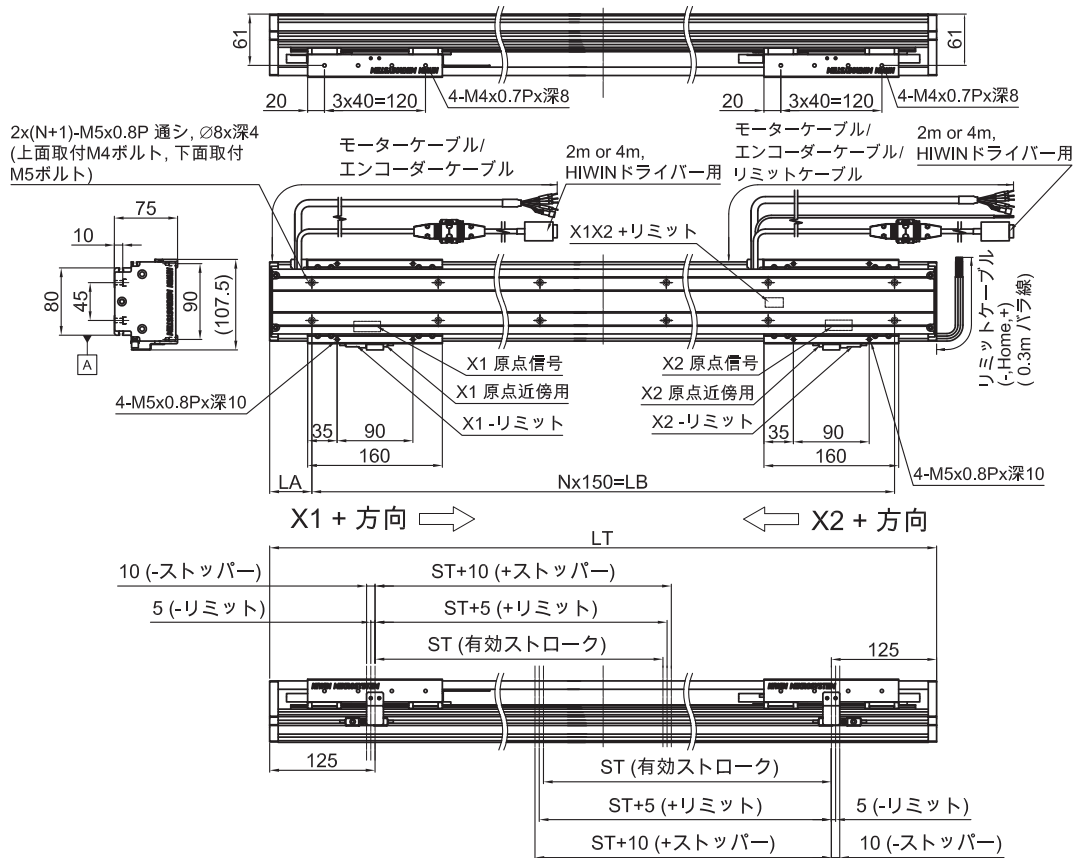 61
61
20
3x40=120
4-M4x0.7Px深8
20
3x40=120
4-M4x0.7Px深8
2x(N+1)-M5x0.8P 通シ, Ø8x深4
(上面取付M4ボルト, 下面取付
M5ボルト)
モーターケーブル/
エンコーダーケーブル
2m or 4m,
HIWINドライバー用
モーターケーブル/
エンコーダーケーブル/
リミットケーブル
2m or 4m,
HIWINドライバー用
75
10
80
45
90
(107.5)
A
X1X2 +リミット
リミットケーブル
(-,Home,+)
( 0.3m バラ線)
X1 原点信号
X1 原点近傍用
X1 -リミット
X2 原点信号
X2 原点近傍用
X2 -リミット
4-M5x0.8Px深10
35
90
160
35
90
160
4-M5x0.8Px深10
LA
Nx150=LB
X1 + 方向
X2 + 方向
LT
10 (-ストッパー)
ST+10 (+ストッパー)
5 (-リミット)
ST+5 (+リミット)
ST (有効ストローク)
125
125
ST (有効ストローク)
ST+5 (+リミット)
5 (-リミット)
ST+10 (+ストッパー)
10 (-ストッパー)